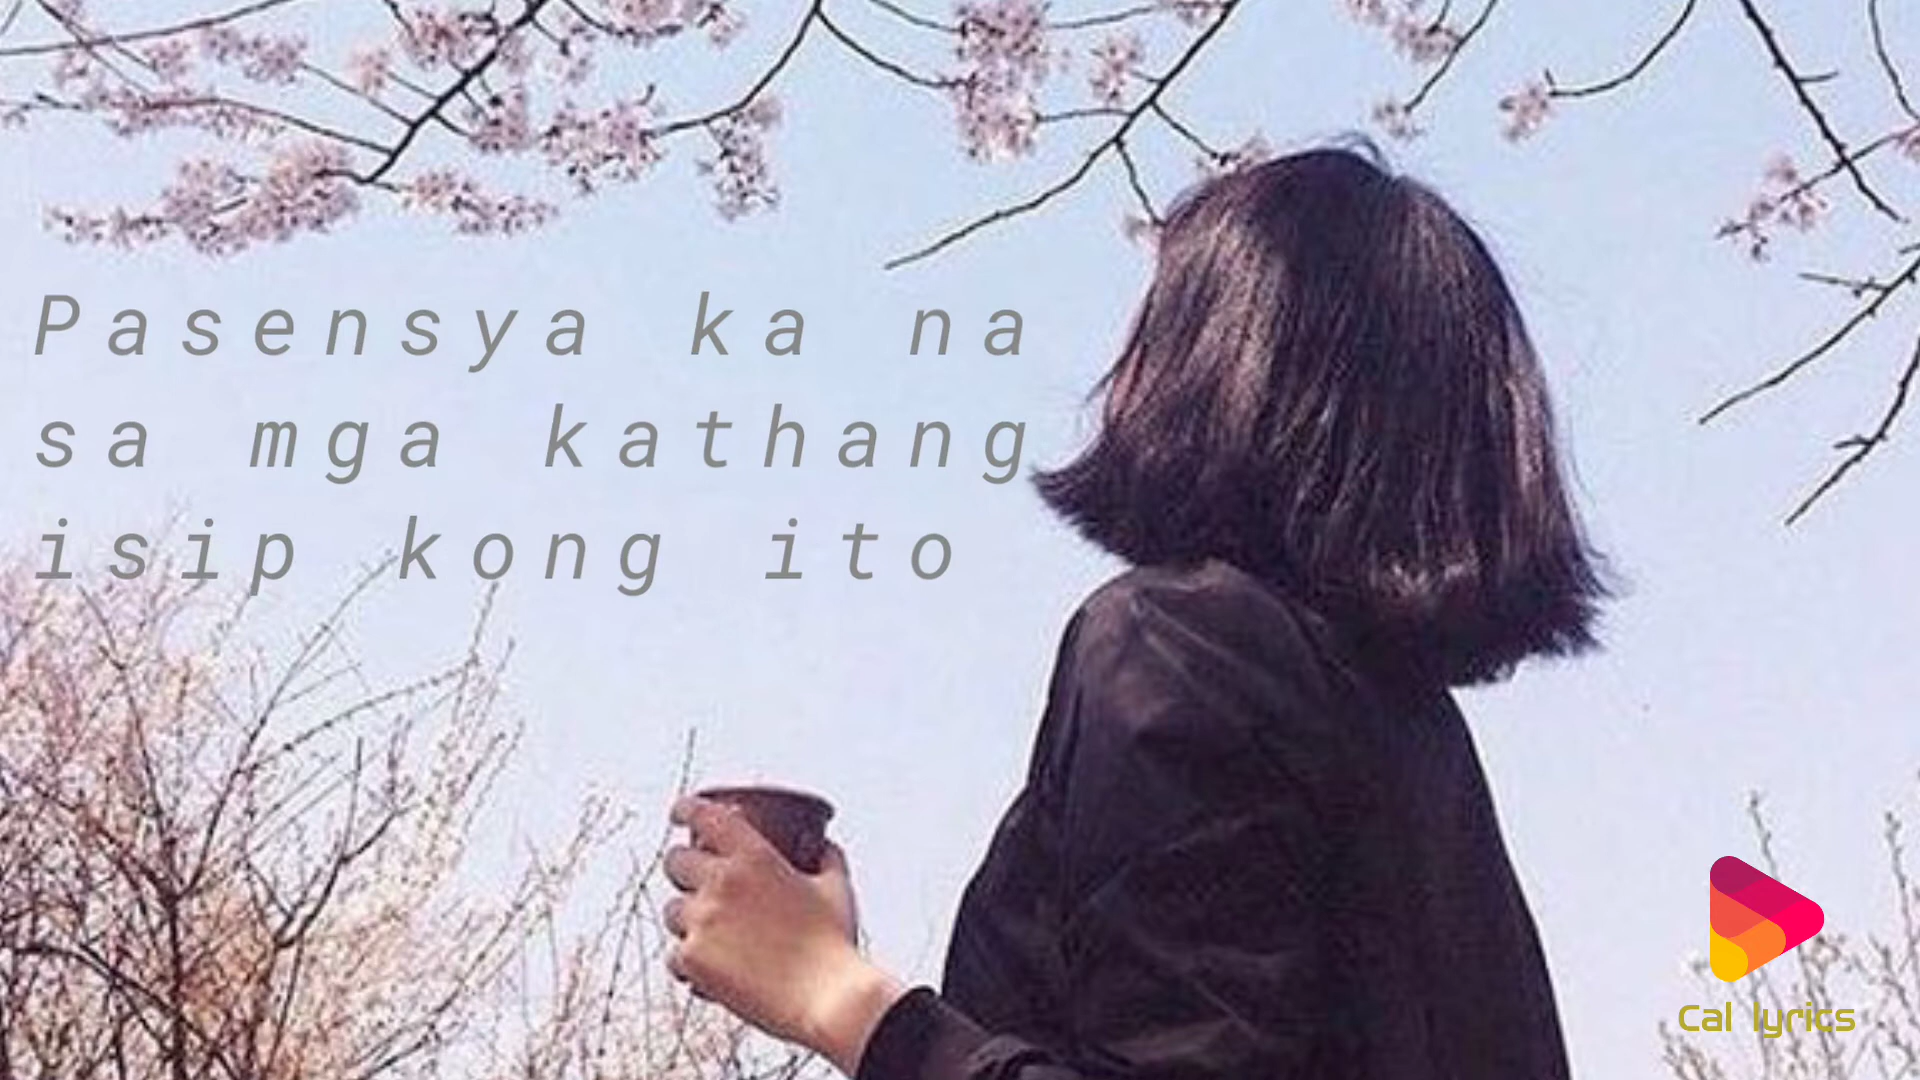 Pasensya ka na
sa mga kathang
isip kong ito
Cal lyrics